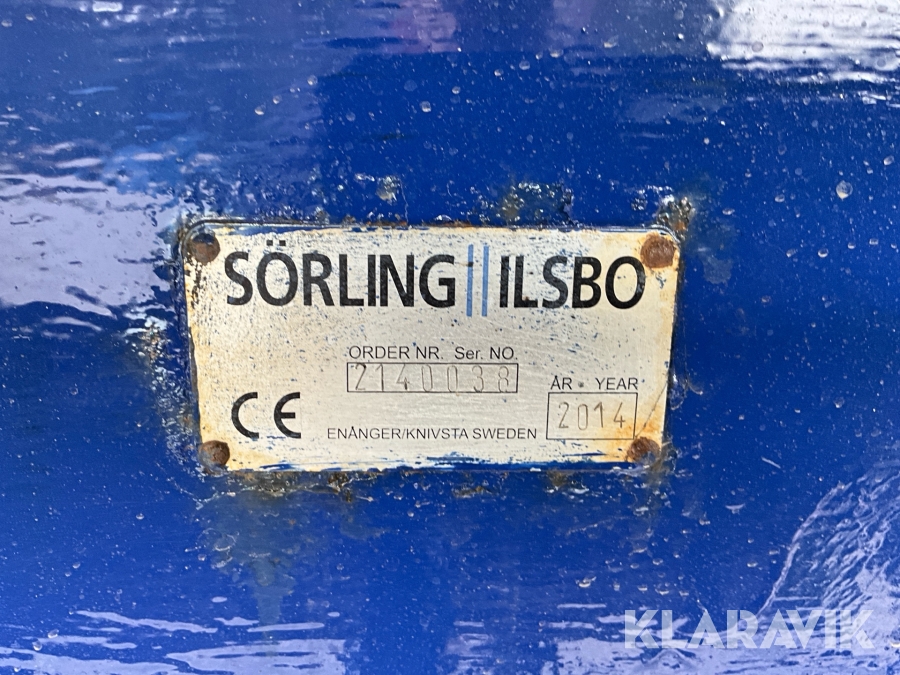 SÖRLING || ILSBO
ORDER NR. Ser. NO.
2140038
ÅR - YEAR
2014
CE
ENÅNGER/KNIVSTA SWEDEN
KLARAVIK